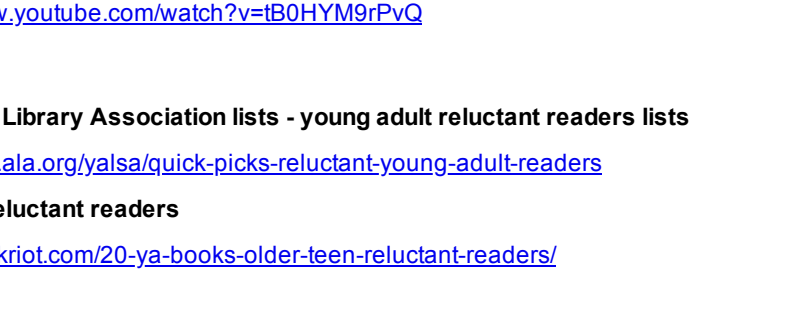 w.youtube.com/watch?v=tB0HYM9rPvQ
Library Association lists - young adult reluctant readers lists
.ala.org/yalsa/quick-picks-reluctant-young-adult-readers
eluctant readers
kriot.com/20-ya-books-older-teen-reluctant-readers/